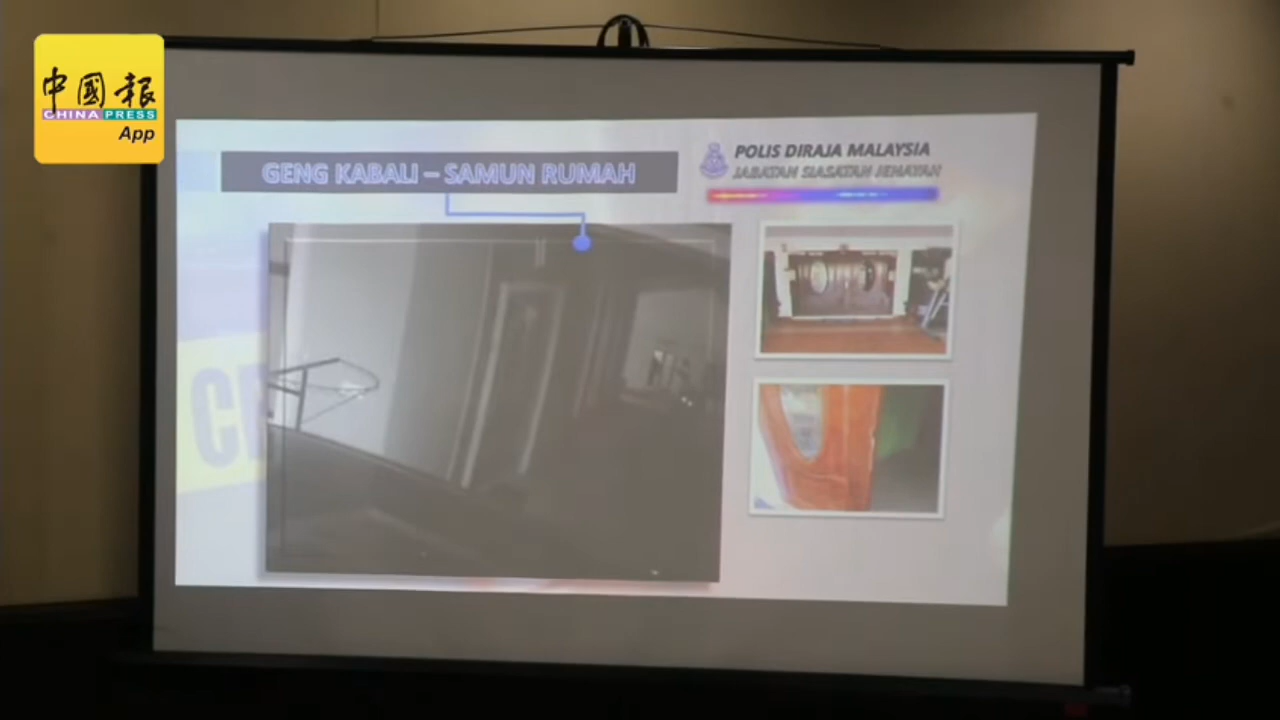 中國報
CHINA PRESS
App
GENG KABALI – SAMUN RUMAH
POLIS DIRAJA MALAYSIA
JABATAN SIASATAN JENAYAH